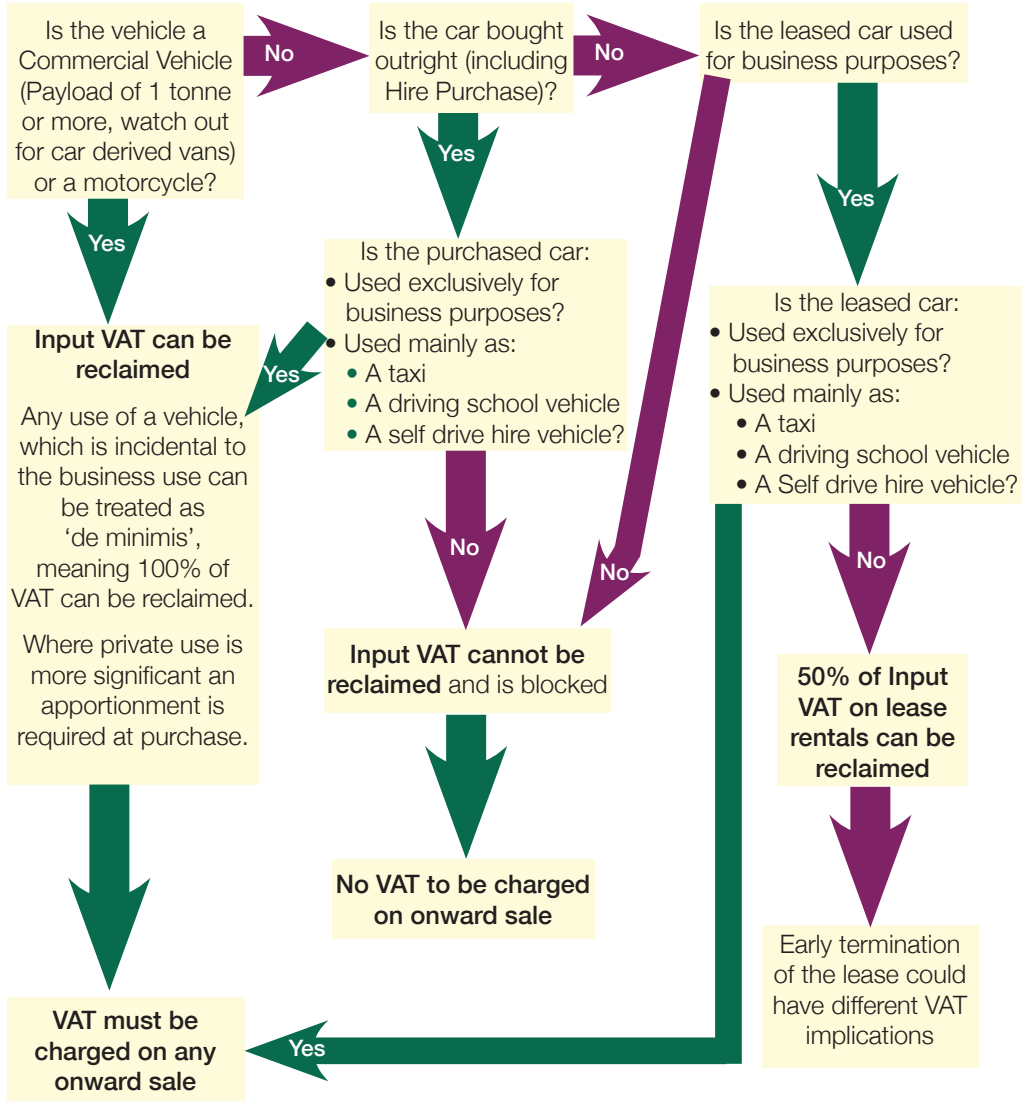 Is the vehicle a
Commercial Vehicle
(Payload of 1 tonne
or more, watch out
for car derived vans)
or a motorcycle?
No
Is the car bought
outright (including
Hire Purchase)?
No
Is the leased car used
for business purposes?
Yes
Yes
Yes
Is the purchased car:
• Used exclusively for
business purposes?
• Used mainly as:
• A taxi
• A driving school vehicle
• A self drive hire vehicle?
Yes
Is the leased car:
• Used exclusively for
business purposes?
• Used mainly as:
• A taxi
• A driving school vehicle
• A Self drive hire vehicle?
Input VAT can be
reclaimed
Any use of a vehicle,
which is incidental to
the business use can
be treated as
‘de minimis’,
meaning 100% of
VAT can be reclaimed.
Where private use is
more significant an
apportionment is
required at purchase.
No
No
No
Input VAT cannot be
reclaimed and is blocked
50% of Input
VAT on lease
rentals can be
reclaimed
No VAT to be charged
on onward sale
Early termination
of the lease could
have different VAT
implications
VAT must be
charged on any
onward sale
Yes